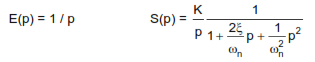 E(p) = 1 / p
S(p) = K / p 1 / (1 + 2ξ / ωn p + 1 / ωn² p²)